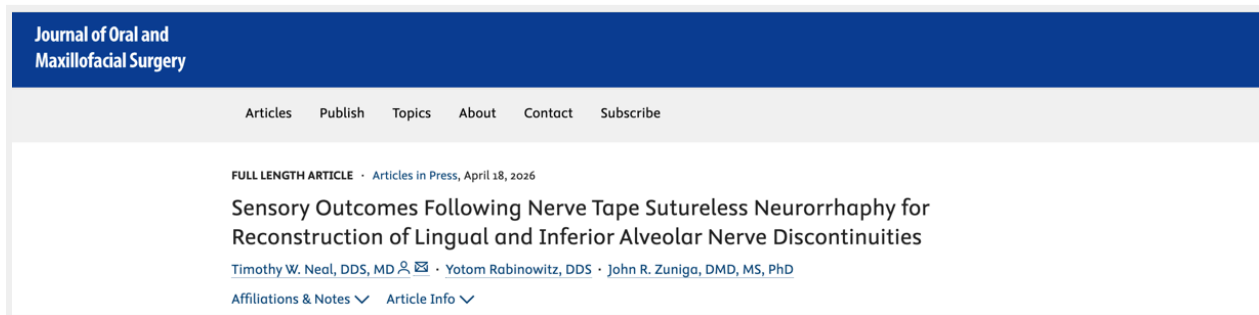 Journal of Oral and
Maxillofacial Surgery
Articles Publish Topics About Contact Subscribe
FULL LENGTH ARTICLE · Articles in Press, April 18, 2026
Sensory Outcomes Following Nerve Tape Sutureless Neurorrhaphy for
Reconstruction of Lingual and Inferior Alveolar Nerve Discontinuities
Timothy W. Neal, DDS, MD · Yotom Rabinowitz, DDS · John R. Zuniga, DMD, MS, PhD
Affiliations & Notes Article Info